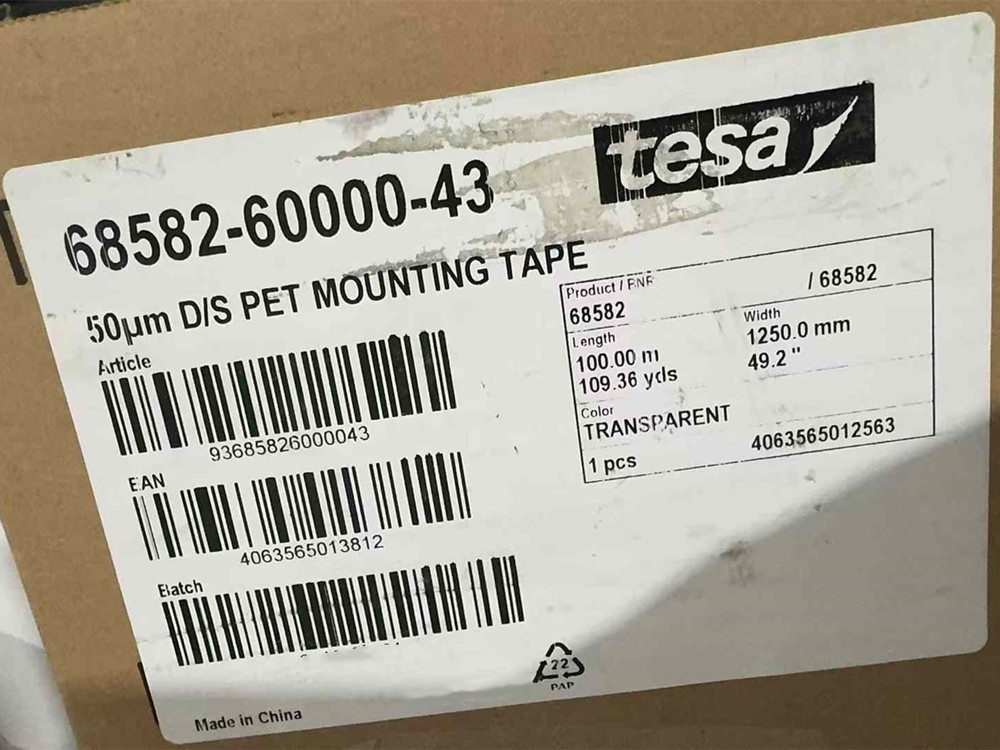 tesa
68582-60000-43
50µm D/S PET MOUNTING TAPE
Article
93685826000043
EAN
4063565013812
Batch
Product / BNR
/ 68582
68582
Length
Width
100.00 m
1250.0 mm
109.36 yds
49.2 "
Color
TRANSPARENT
1 pcs
4063565012563
22
PAP
Made in China